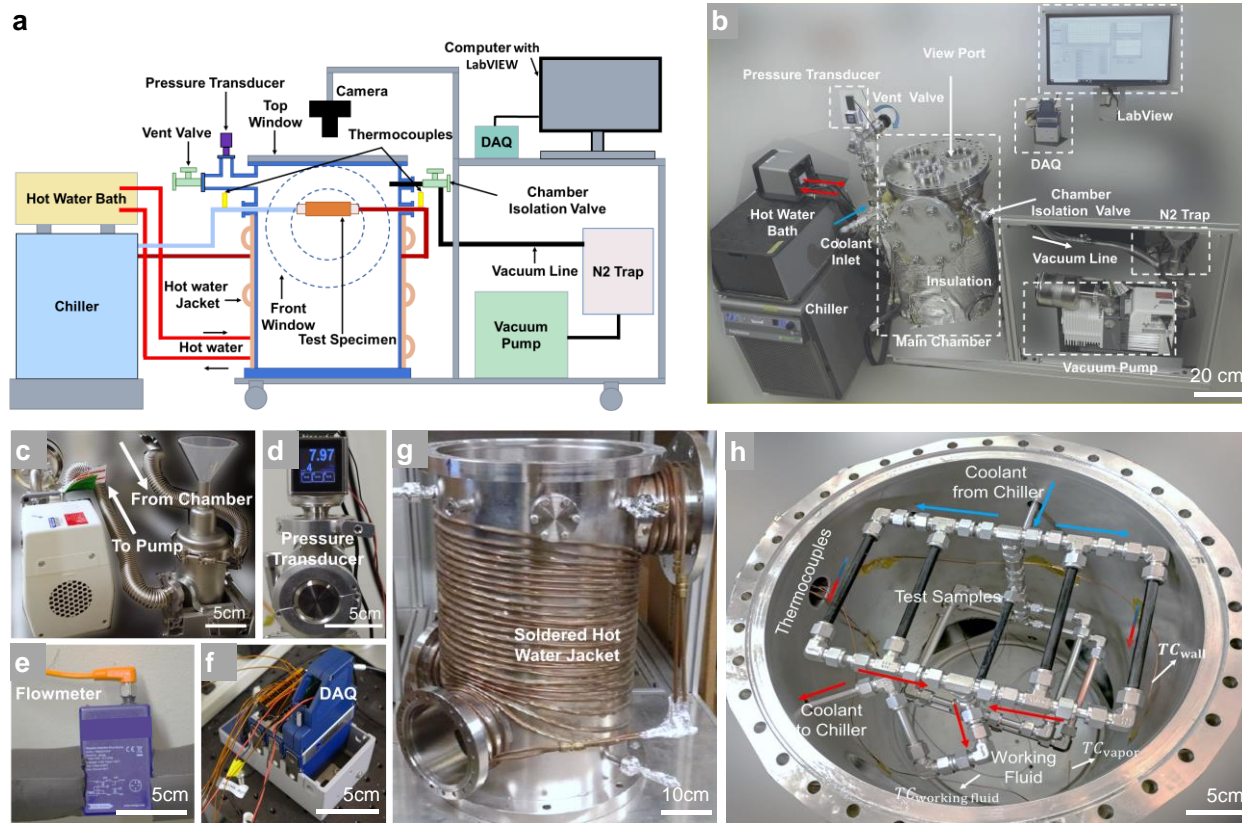 a
Computer with
LabVIEW
Pressure Transducer
Camera
Top
Window
Thermocouples
Vent Valve
DAQ
Hot Water Bath
Chamber
Isolation Valve
Vacuum Line
N2 Trap
Chiller
Hot water
Jacket
Front
Window
Test Specimen
Vacuum
Pump
Hot water
b
View Port
Pressure Transducer
Vent Valve
LabView
DAQ
Chamber
Isolation Valve
N2 Trap
Hot Water
Bath
Coolant
Inlet
Vacuum Line
Insulation
Chiller
Main Chamber
Vacuum Pump
20 cm
c
From Chamber
To Pump
5cm
d
7.97
4
Pressure
Transducer
5cm
e
Flowmeter
5cm
f
DAQ
5cm
g
Soldered Hot
Water Jacket
10cm
h
Coolant
from Chiller
Thermocouples
Test Samples
TCwall
Coolant
to Chiller
Working
Fluid
TCvapor
TCworking fluid
5cm